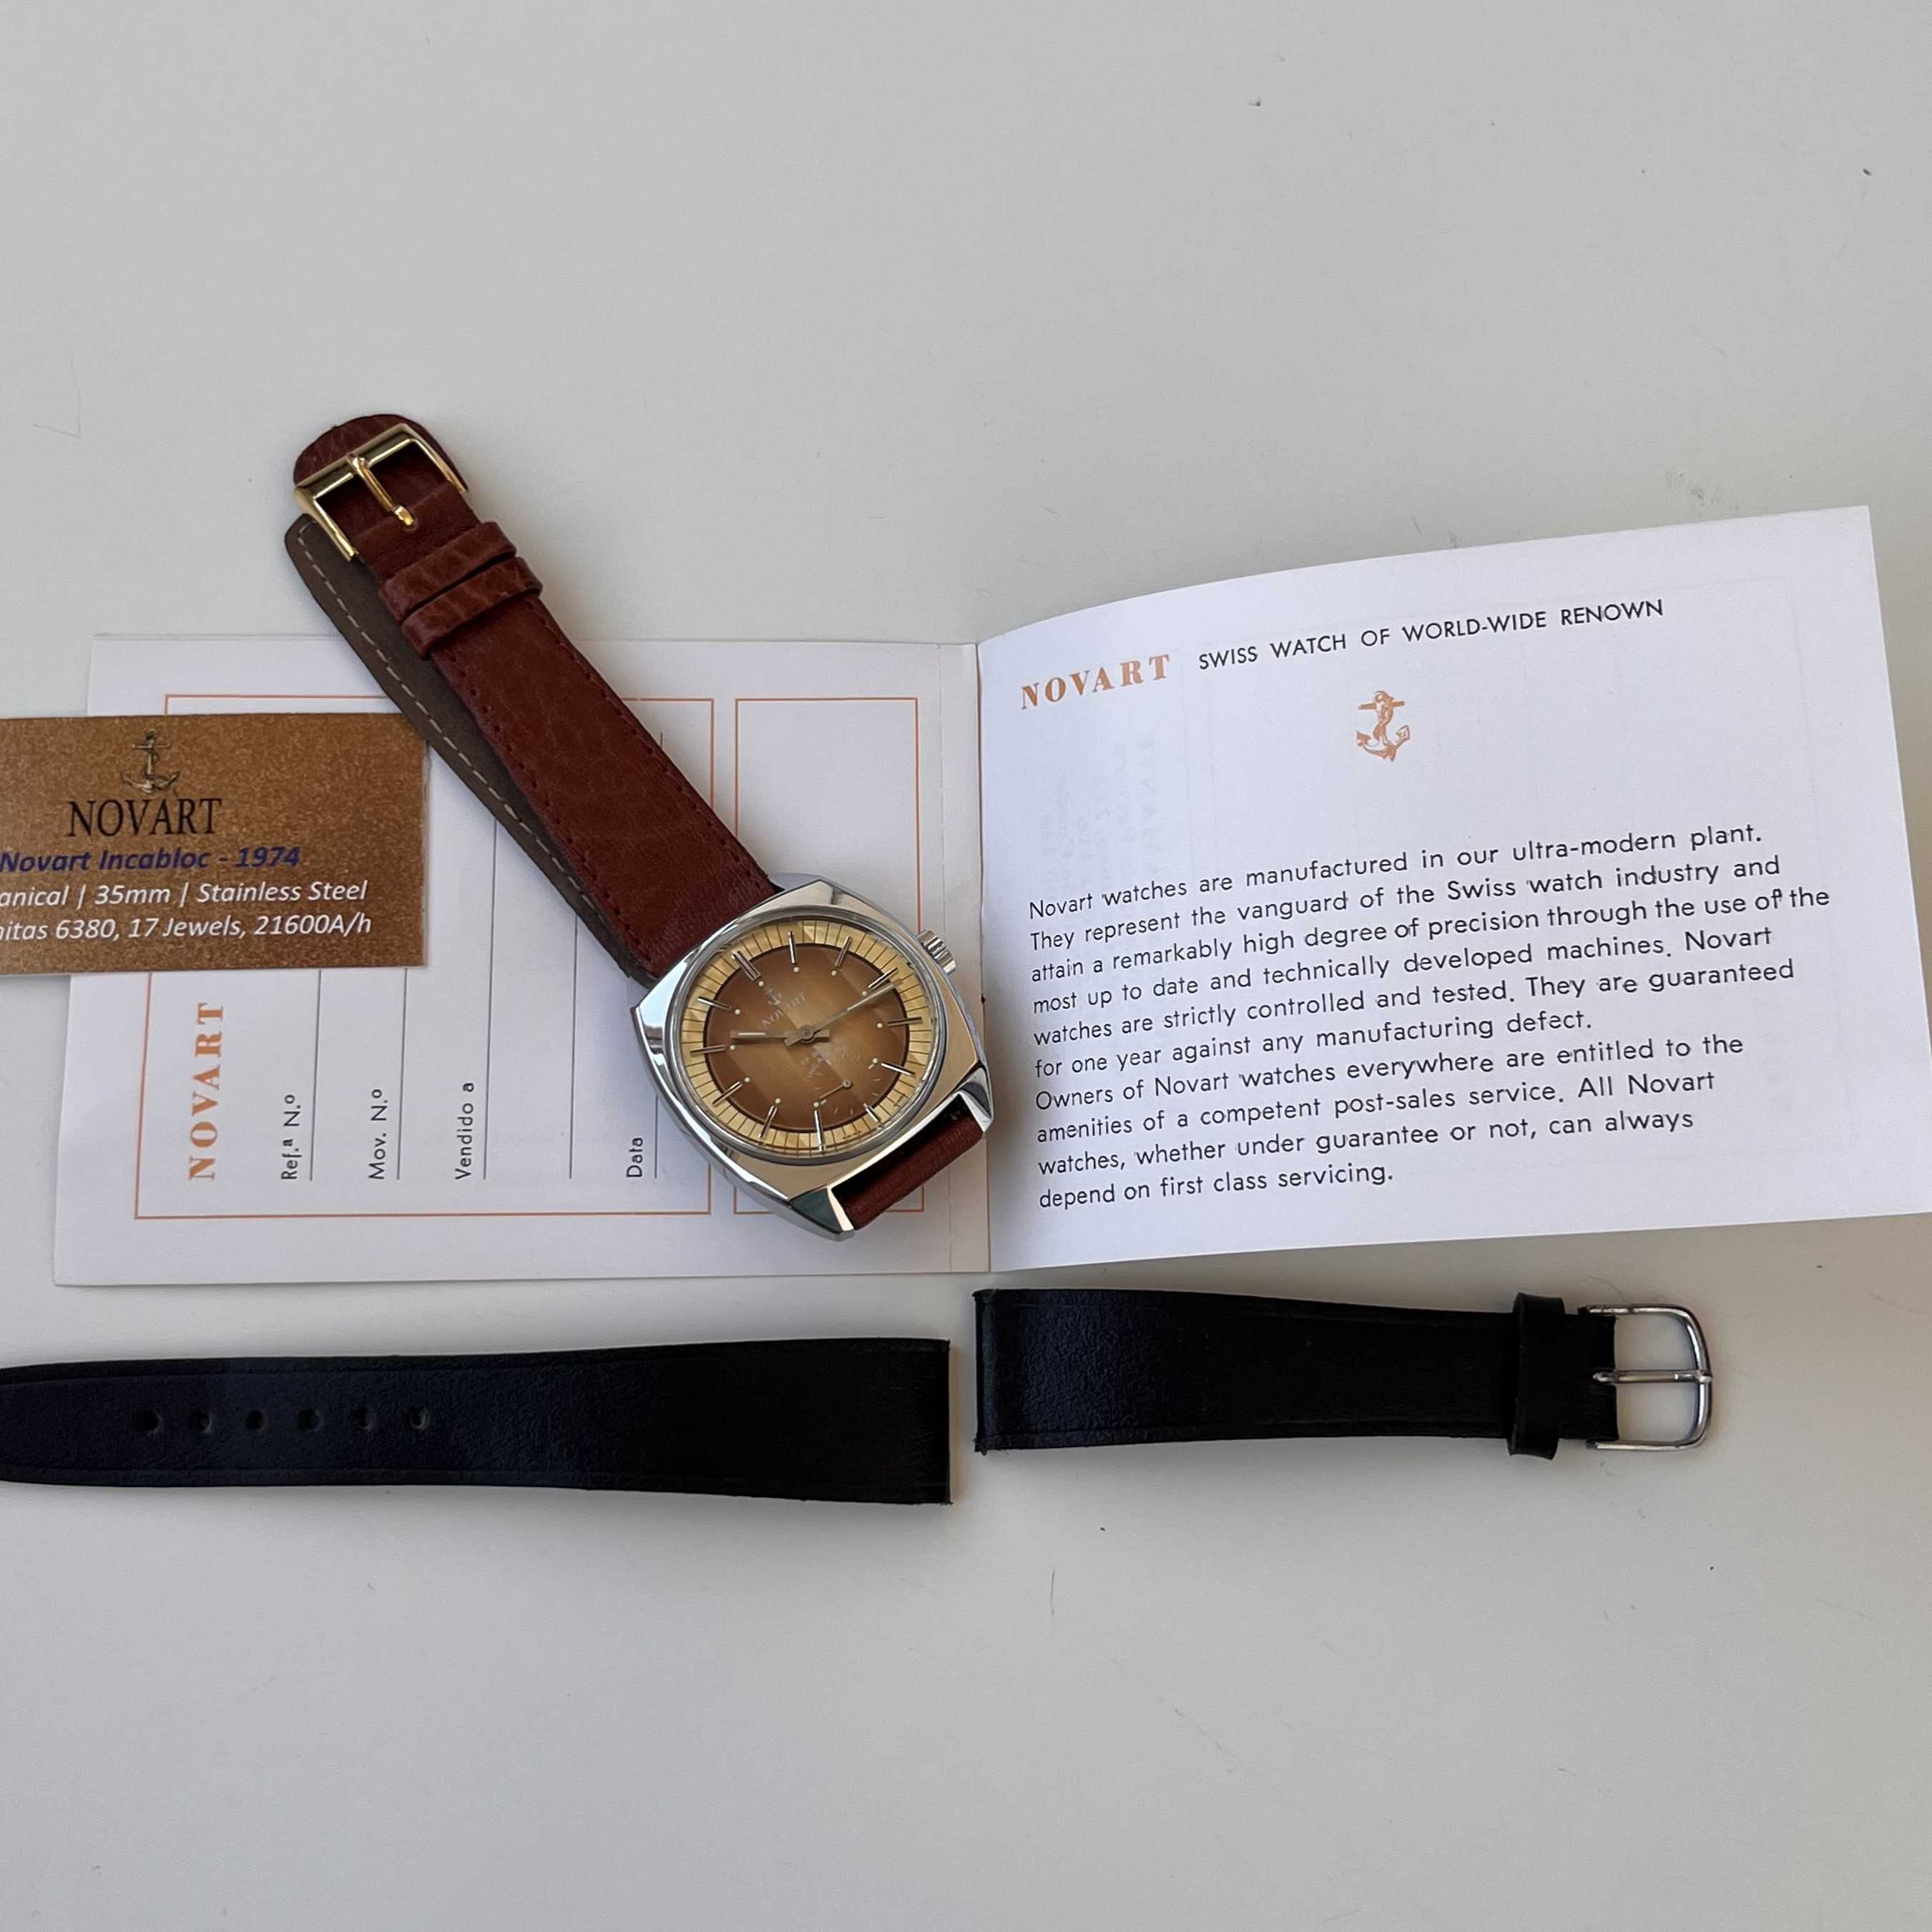 NOVART
Novart Incabloc - 1974
anical | 35mm | Stainless Steel
nitas 6380, 17 Jewels, 21600A/h
NOVART
Ref.ª N.º
Mov. N.º
Vendido a
Data
NOVART
NOVART SWISS WATCH OF WORLD-WIDE RENOWN
Novart watches are manufactured in our ultra-modern plant.
They represent the vanguard of the Swiss watch industry and
attain a remarkably high degree of precision through the use of the
most up to date and technically developed machines. Novart
watches are strictly controlled and tested. They are guaranteed
for one year against any manufacturing defect.
Owners of Novart watches everywhere are entitled to the
amenities of a competent post-sales service. All Novart
watches, whether under guarantee or not, can always
depend on first class servicing.